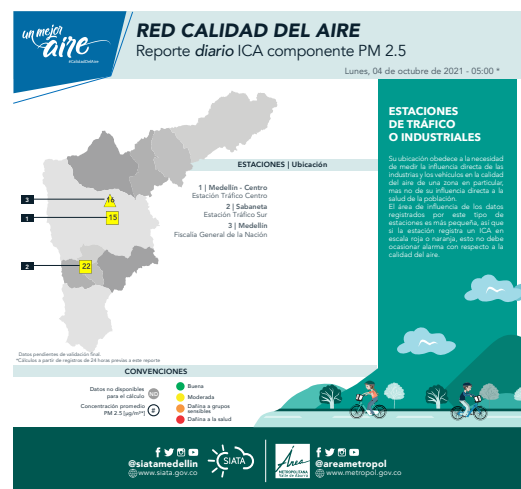 un mejor
aire
#CalidadDelAire
RED CALIDAD DEL AIRE
Reporte diario ICA componente PM 2.5
Lunes, 04 de octubre de 2021 - 05:00 *
ESTACIONES | Ubicación
1 | Medellín - Centro
Estación Tráfico Centro
2 | Sabaneta
Estación Tráfico Sur
3 | Medellín
Fiscalía General de la Nación
3
16
1
15
2
22
Datos pendientes de validación final.
*Cálculos a partir de registros de 24 horas previas a este reporte
ESTACIONES
DE TRÁFICO
O INDUSTRIALES
Su ubicación obedece a la necesidad
de medir la influencia directa de las
industrias y los vehículos en la calidad
del aire de una zona en particular,
mas no de su influencia directa a la
salud de la población.
El área de influencia de los datos
registrados por este tipo de
estaciones es más pequeña, así que
si la estación registra un ICA en
escala roja o naranja, esto no debe
ocasionar alarma con respecto a la
calidad del aire.
CONVENCIONES
Datos no disponibles
para el cálculo
ND
Concentración promedio
PM 2.5 (µg/m³)
#
Buena
Moderada
Dañina a grupos
sensibles
Dañina a la salud
@siatamedellin
www.siata.gov.co
SIATA
Área
METROPOLITANA
Valle de Aburrá
@areametropol
www.metropol.gov.co